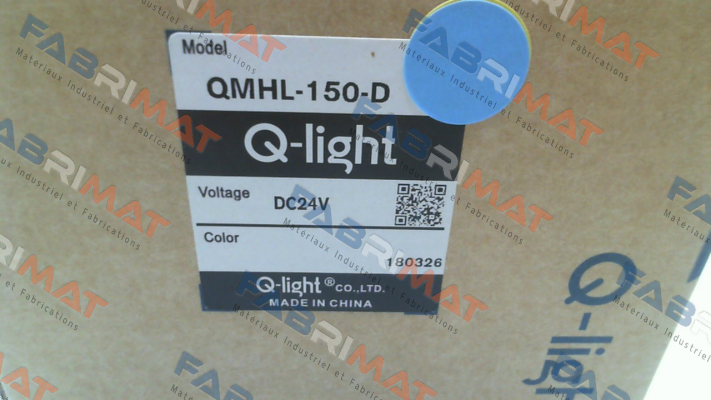 Model
QMHL-150-D
Q-light
Voltage
DC24V
Color
180326
Q-light® CO.,LTD.
MADE IN CHINA
Q-light
FABRIMAT
Materiaux Industriel et Fabrications